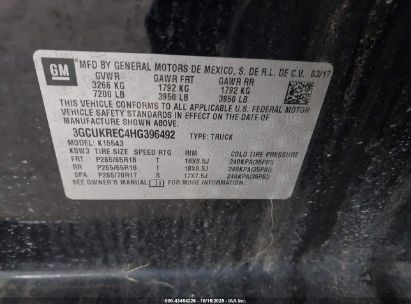 GM
MFD BY GENERAL MOTORS DE MEXICO, S. DE R.L. DE C.V. 03/17
GVWR GAWR FRT GAWR RR
3266 KG 1792 KG 1792 KG
7200 LB 3950 LB 3950 LB
THIS VEHICLE CONFORMS TO ALL APPLICABLE U.S. FEDERAL MOTOR
VEHICLE SAFETY STANDARDS IN EFFECT ON THE DATE OF
MANUFACTURE SHOWN ABOVE.
3GCUKREC4HG396492 TYPE: TRUCK
MODEL: K15543
TIRE SIZE SPEED RTG RIM COLD TIRE PRESSURE
FRT P265/65R18 T 18X8.5J 240KPA(35PSI)
RR P265/65R18 T 18X8.5J 240KPA(35PSI)
SPA P265/70R17 S 17X7.5J 240KPA(35PSI)
SEE OWNER'S MANUAL FOR ADDITIONAL INFORMATION.